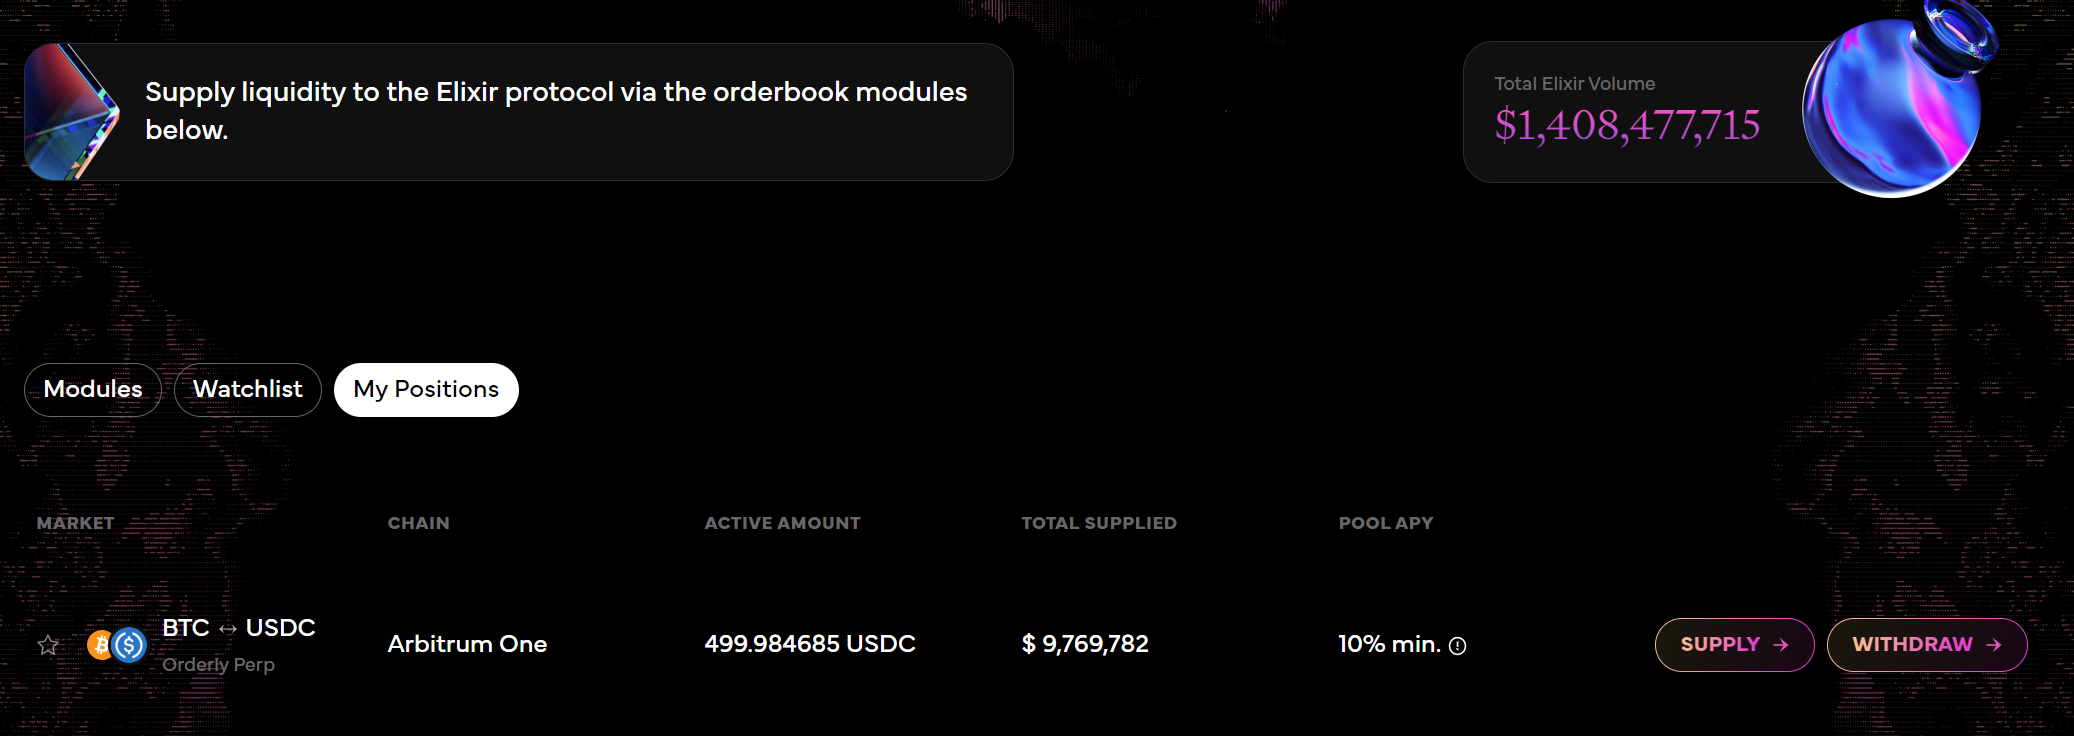 Supply liquidity to the Elixir protocol via the orderbook modules
below.
Total Elixir Volume
$1,408,477,715
Modules
Watchlist
My Positions
MARKET CHAIN ACTIVE AMOUNT TOTAL SUPPLIED POOL APY
BTC ↔ USDC
Orderly Perp
Arbitrum One
499.984685 USDC
$ 9,769,782
10% min.
SUPPLY →
WITHDRAW →